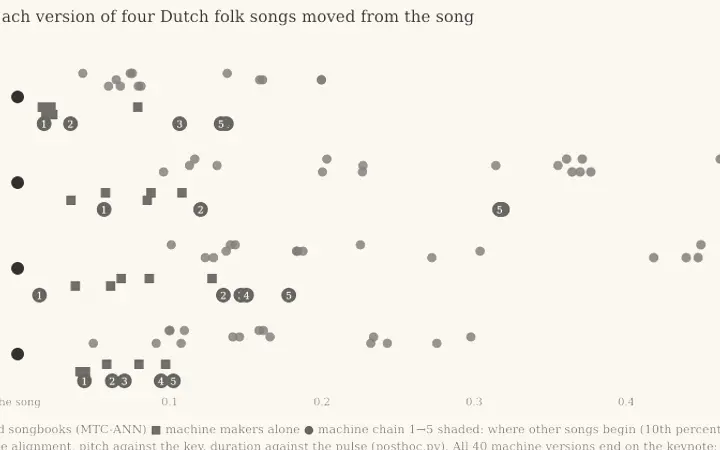 ach version of four Dutch folk songs moved from the song
1 2 3 5
1 2 5
1 2 4 5
1 2 3 4 5
he song 0.1 0.2 0.3 0.4
d songbooks (MTC-ANN) ■ machine makers alone ● machine chain 1→5 shaded: where other songs begin (10th percent
e alignment, pitch against the key, duration against the pulse (posthoc.py). All 40 machine versions end on the keynote;